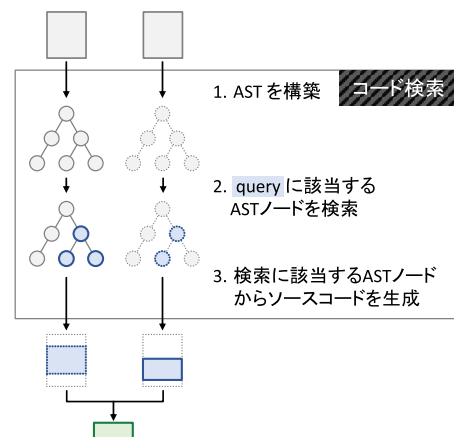 1. AST を構築
コード検索
2. query に該当する
ASTノードを検索
3. 検索に該当するASTノード
からソースコードを生成